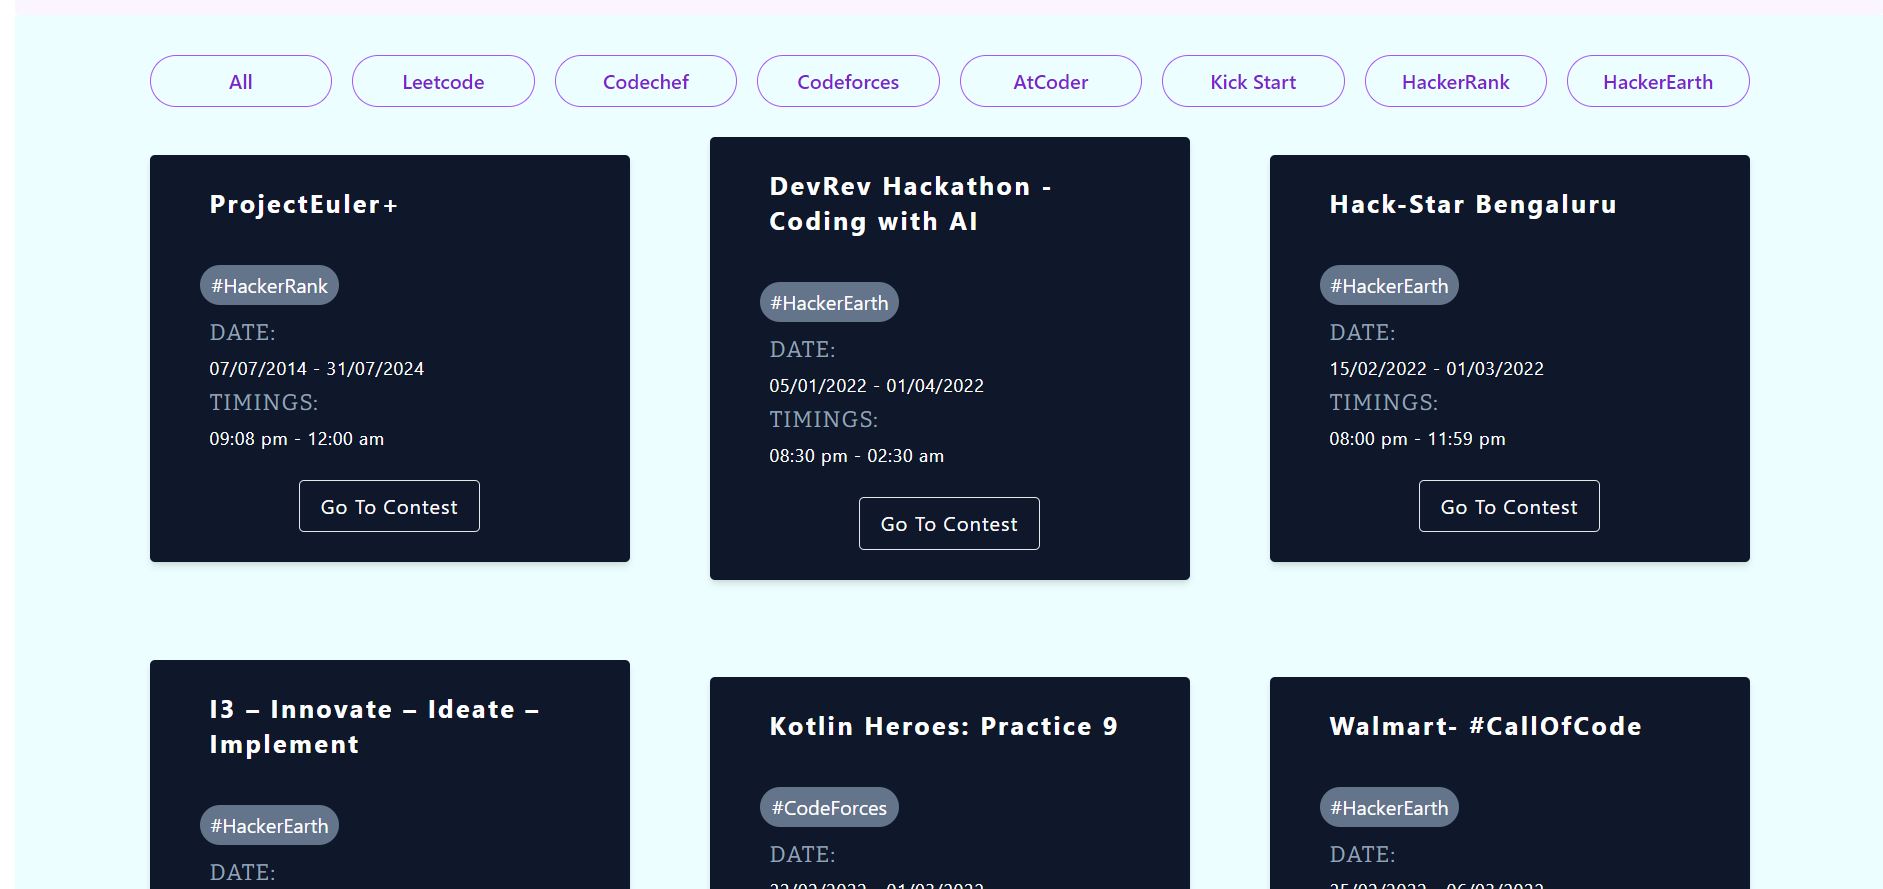 All
Leetcode
Codechef
Codeforces
AtCoder
Kick Start
HackerRank
HackerEarth
ProjectEuler+
#HackerRank
DATE:
07/07/2014 - 31/07/2024
TIMINGS:
09:08 pm - 12:00 am
Go To Contest
DevRev Hackathon -
Coding with AI
#HackerEarth
DATE:
05/01/2022 - 01/04/2022
TIMINGS:
08:30 pm - 02:30 am
Go To Contest
Hack-Star Bengaluru
#HackerEarth
DATE:
15/02/2022 - 01/03/2022
TIMINGS:
08:00 pm - 11:59 pm
Go To Contest
I3 – Innovate – Ideate –
Implement
#HackerEarth
DATE:
Kotlin Heroes: Practice 9
#CodeForces
DATE:
Walmart- #CallOfCode
#HackerEarth
DATE: